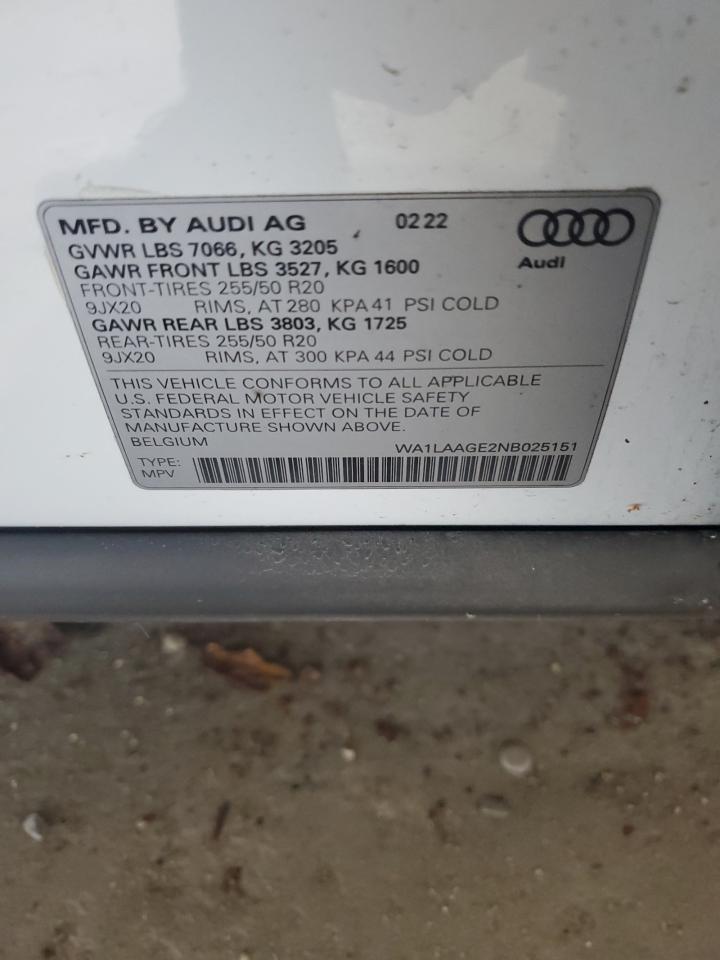 MFD. BY AUDI AG 02 22
GVWR LBS 7066, KG 3205
GAWR FRONT LBS 3527, KG 1600
Audi
FRONT-TIRES 255/50 R20
9JX20 RIMS, AT 280 KPA 41 PSI COLD
GAWR REAR LBS 3803, KG 1725
REAR-TIRES 255/50 R20
9JX20 RIMS, AT 300 KPA 44 PSI COLD
THIS VEHICLE CONFORMS TO ALL APPLICABLE
U.S. FEDERAL MOTOR VEHICLE SAFETY
STANDARDS IN EFFECT ON THE DATE OF
MANUFACTURE SHOWN ABOVE.
BELGIUM WA1LAAGE2NB025151
TYPE:
MPV